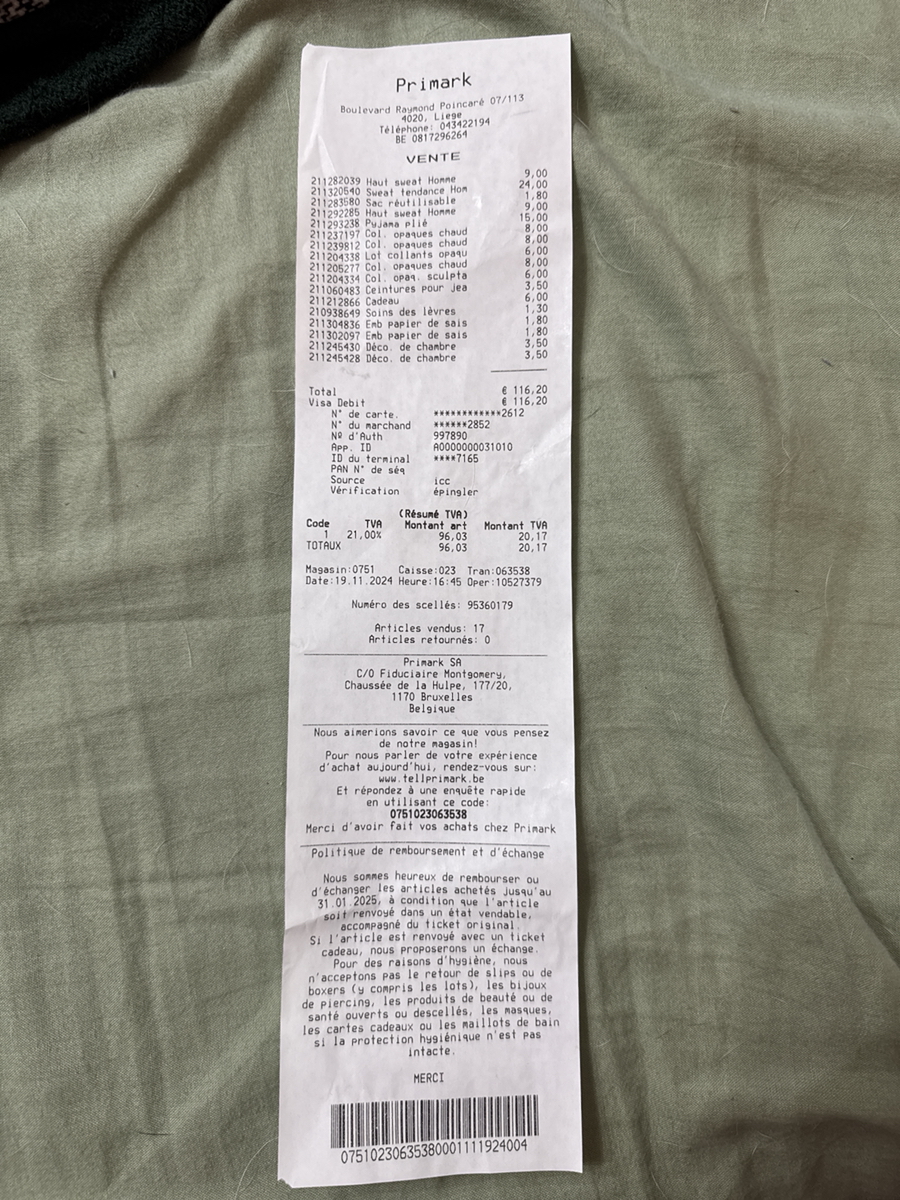 Primark
Boulevard Raymond Poincaré 07/113
4020, Liege
Téléphone: 043422194
BE 0817296264
VENTE
211282039 Haut sweat Homme 9,00
211320540 Sweat tendance Hom 24,00
211283580 Sac réutilisable 1,80
211292285 Haut sweat Homme 9,00
211293238 Pyjama plié 15,00
211237197 Col. opaques chaud 8,00
211239812 Col. opaques chaud 8,00
211204338 Lot collants opaqu 6,00
211205277 Col. opaques chaud 8,00
211204334 Col. opaq. sculpta 6,00
211060483 Ceintures pour jea 3,50
211212866 Cadeau 6,00
210938649 Soins des lèvres 1,30
211304836 Emb papier de sais 1,80
211302097 Emb papier de sais 1,80
211245430 Déco. de chambre 3,50
211245428 Déco. de chambre 3,50
Total € 116,20
Visa Debit € 116,20
N° de carte. ************2612
N° du marchand ******2852
Nº d'Auth 997890
App. ID A0000000031010
ID du terminal ****7165
PAN N° de séq
Source icc
Vérification épingler
(Résumé TVA)
Code TVA Montant art Montant TVA
1 21,00% 96,03 20,17
TOTAUX 96,03 20,17
Magasin:0751 Caisse:023 Tran:063538
Date:19.11.2024 Heure:16:45 Oper:10527379
Numéro des scellés: 95360179
Articles vendus: 17
Articles retournés: 0
Primark SA
C/O Fiduciaire Montgomery,
Chaussée de la Hulpe, 177/20,
1170 Bruxelles
Belgique
Nous aimerions savoir ce que vous pensez
de notre magasin!
Pour nous parler de votre expérience
d'achat aujourd'hui, rendez-vous sur:
www.tellprimark.be
Et répondez à une enquête rapide
en utilisant ce code:
0751023063538
Merci d'avoir fait vos achats chez Primark
Politique de remboursement et d'échange
Nous sommes heureux de rembourser ou
d'échanger les articles achetés jusqu'au
31.01.2025, à condition que l'article
soit renvoyé dans un état vendable,
accompagné du ticket original.
Si l'article est renvoyé avec un ticket
cadeau, nous proposerons un échange.
Pour des raisons d'hygiène, nous
n'acceptons pas le retour de slips ou de
boxers (y compris les lots), les bijoux
de piercing, les produits de beauté ou de
santé ouverts ou descellés, les masques,
les cartes cadeaux ou les maillots de bain
si la protection hygiénique n'est pas
intacte.
MERCI
07510230635380001111924004